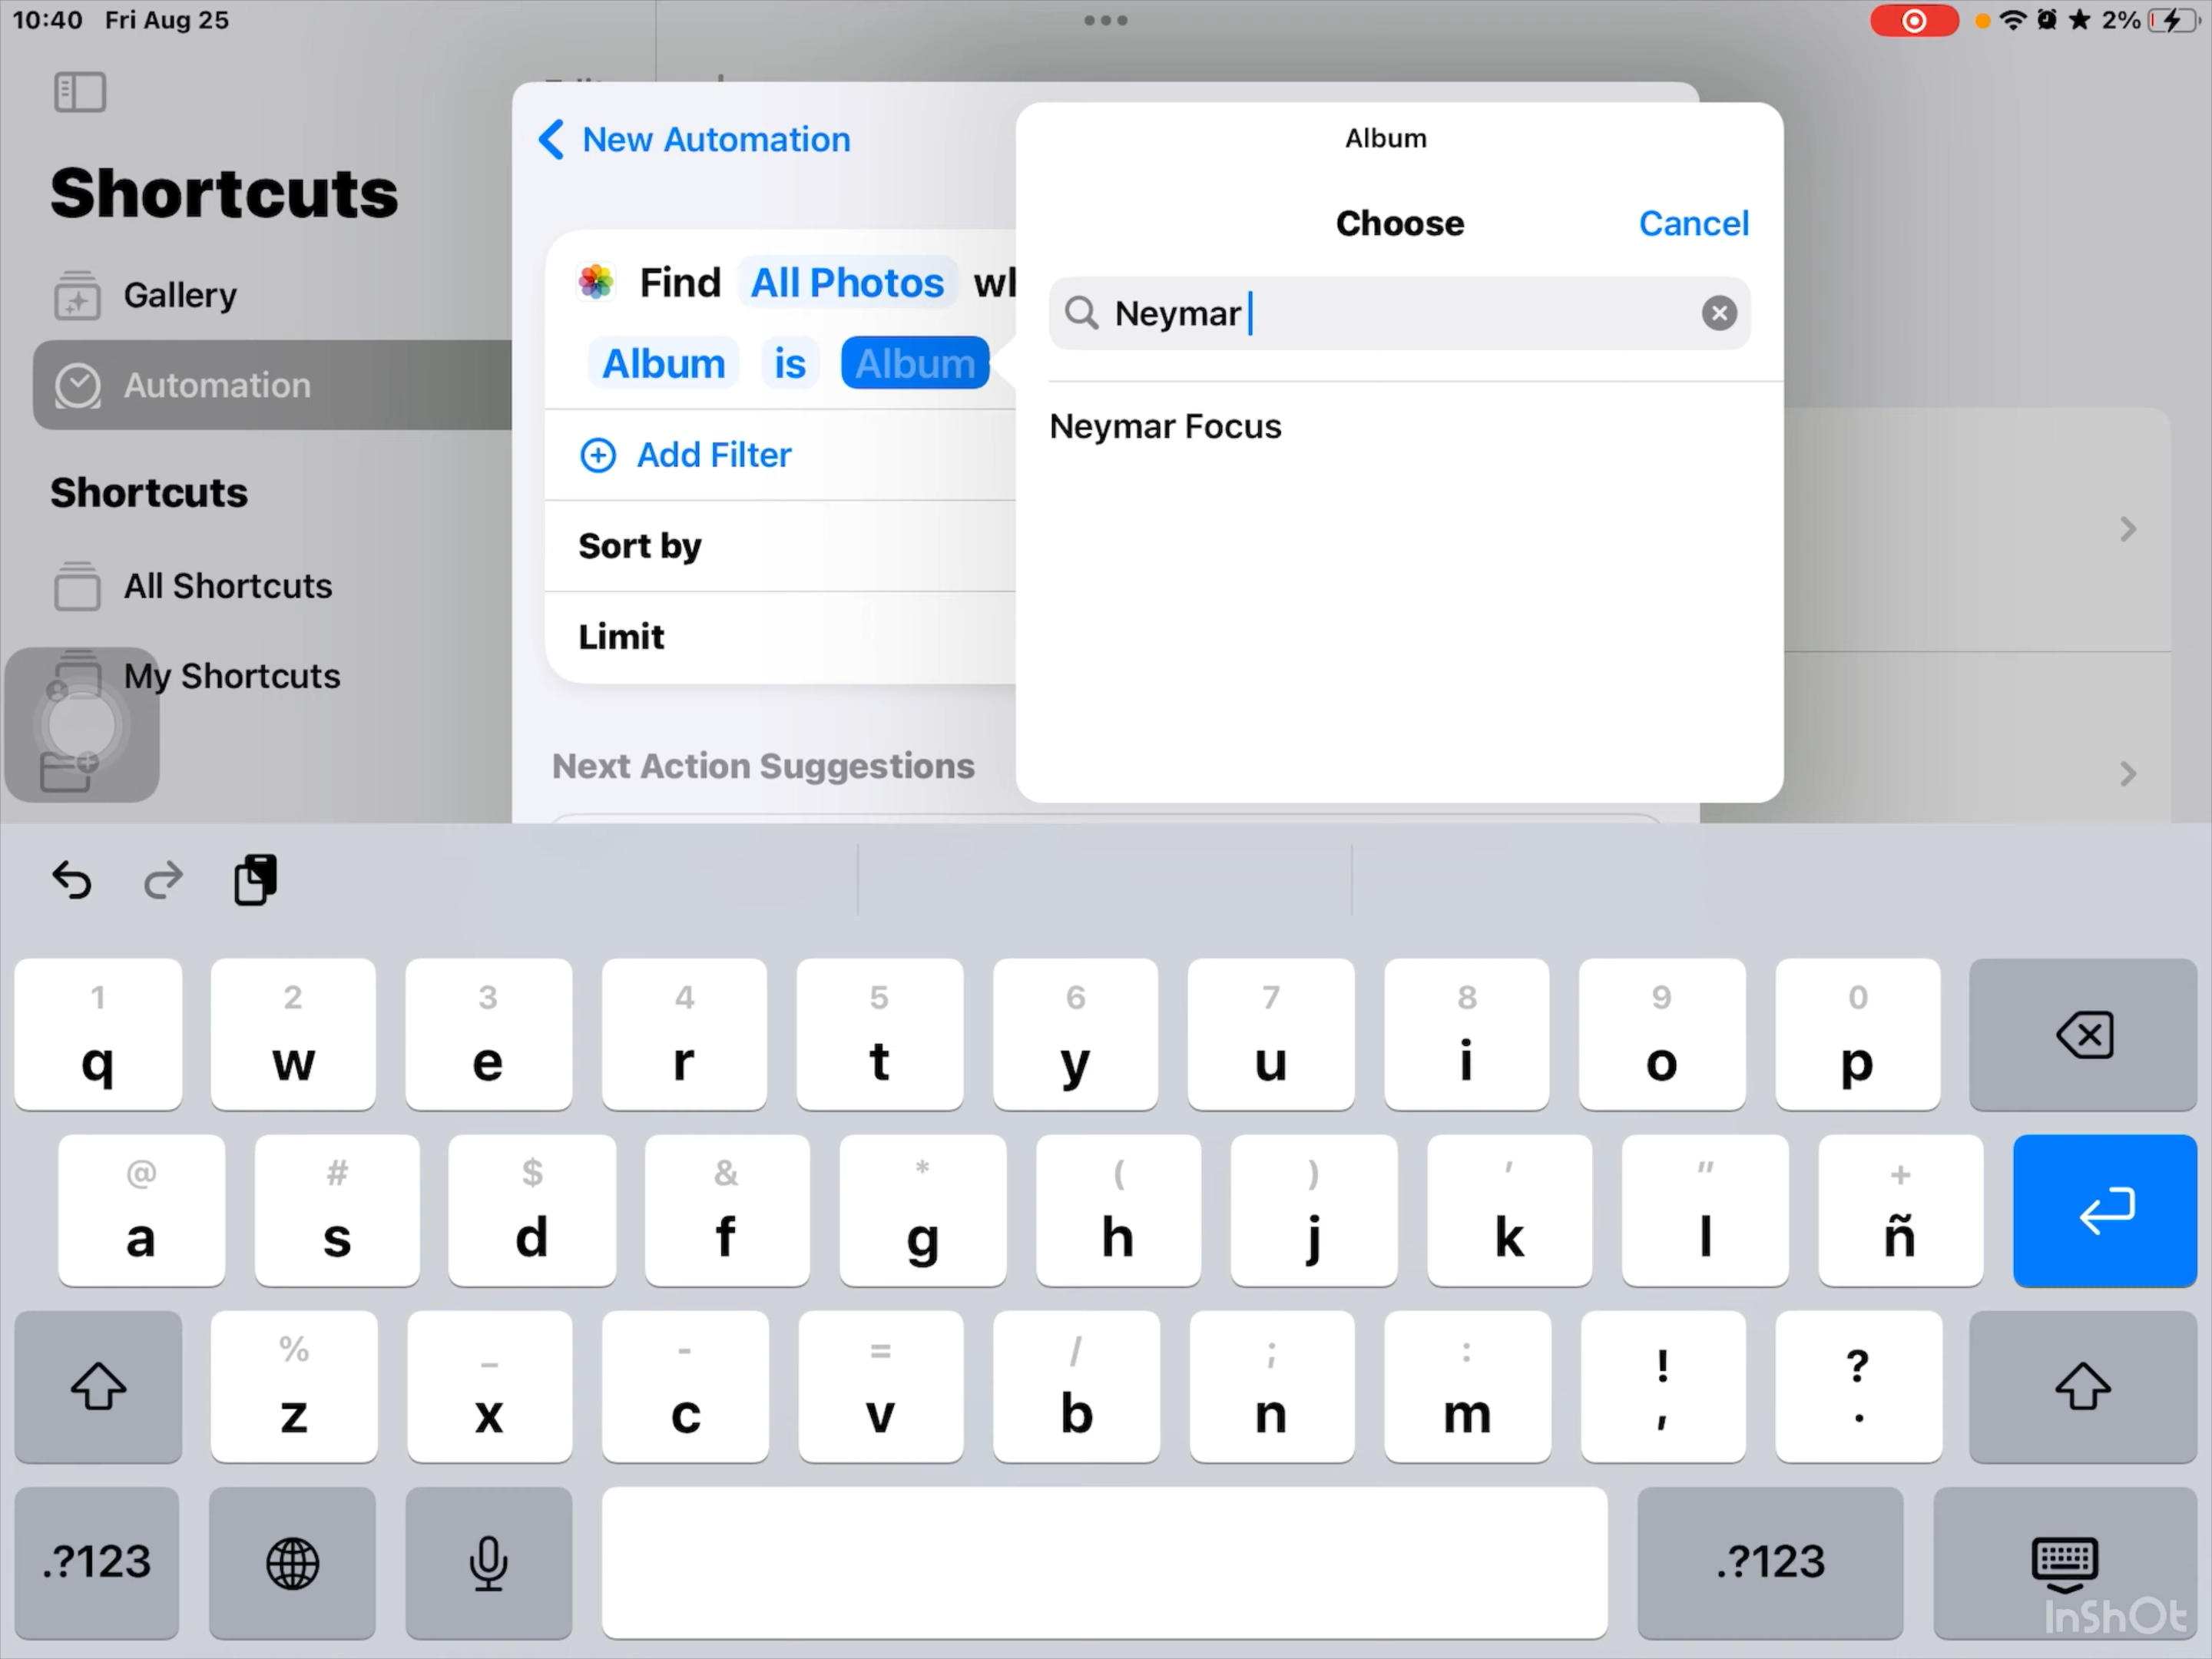 10:40 Fri Aug 25
2%
Shortcuts
Gallery
Automation
Shortcuts
All Shortcuts
My Shortcuts
New Automation
Find All Photos wh
Album is Album
Add Filter
Sort by
Limit
Next Action Suggestions
Album
Choose Cancel
Neymar
Neymar Focus
1 2 3 4 5 6 7 8 9 0
q w e r t y u i o p
@ # $ & * ( ) ' " +
a s d f g h j k l ñ
% _ - = / ; : ! ?
z x c v b n m , .
.?123 .?123
InShOt